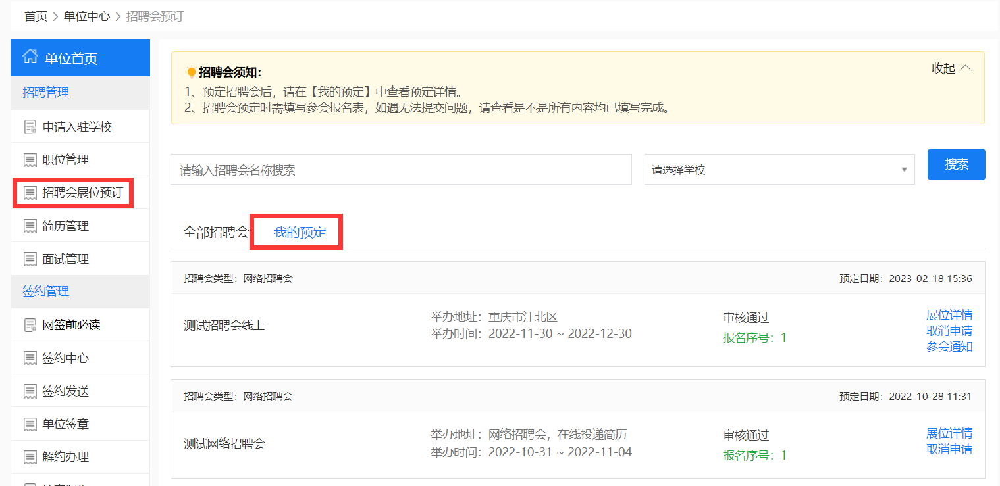 首页 > 单位中心 > 招聘会预订
单位首页
招聘管理
申请入驻学校
职位管理
招聘会展位预订
简历管理
面试管理
签约管理
网签前必读
签约中心
签约发送
单位签章
解约办理
招聘会须知：
收起
1、预定招聘会后，请在【我的预定】中查看预定详情。
2、招聘会预定时需填写参会报名表，如遇无法提交问题，请查看是不是所有内容均已填写完成。
请输入招聘会名称搜索
请选择学校
搜索
全部招聘会
我的预定
招聘会类型：网络招聘会
预定日期：2023-02-18 15:36
测试招聘会线上
举办地址：重庆市江北区
举办时间：2022-11-30 ~ 2022-12-30
审核通过
报名序号：1
展位详情
取消申请
参会通知
招聘会类型：网络招聘会
预定日期：2022-10-28 11:31
测试网络招聘会
举办地址：网络招聘会，在线投递简历
举办时间：2022-10-31 ~ 2022-11-04
审核通过
报名序号：1
展位详情
取消申请